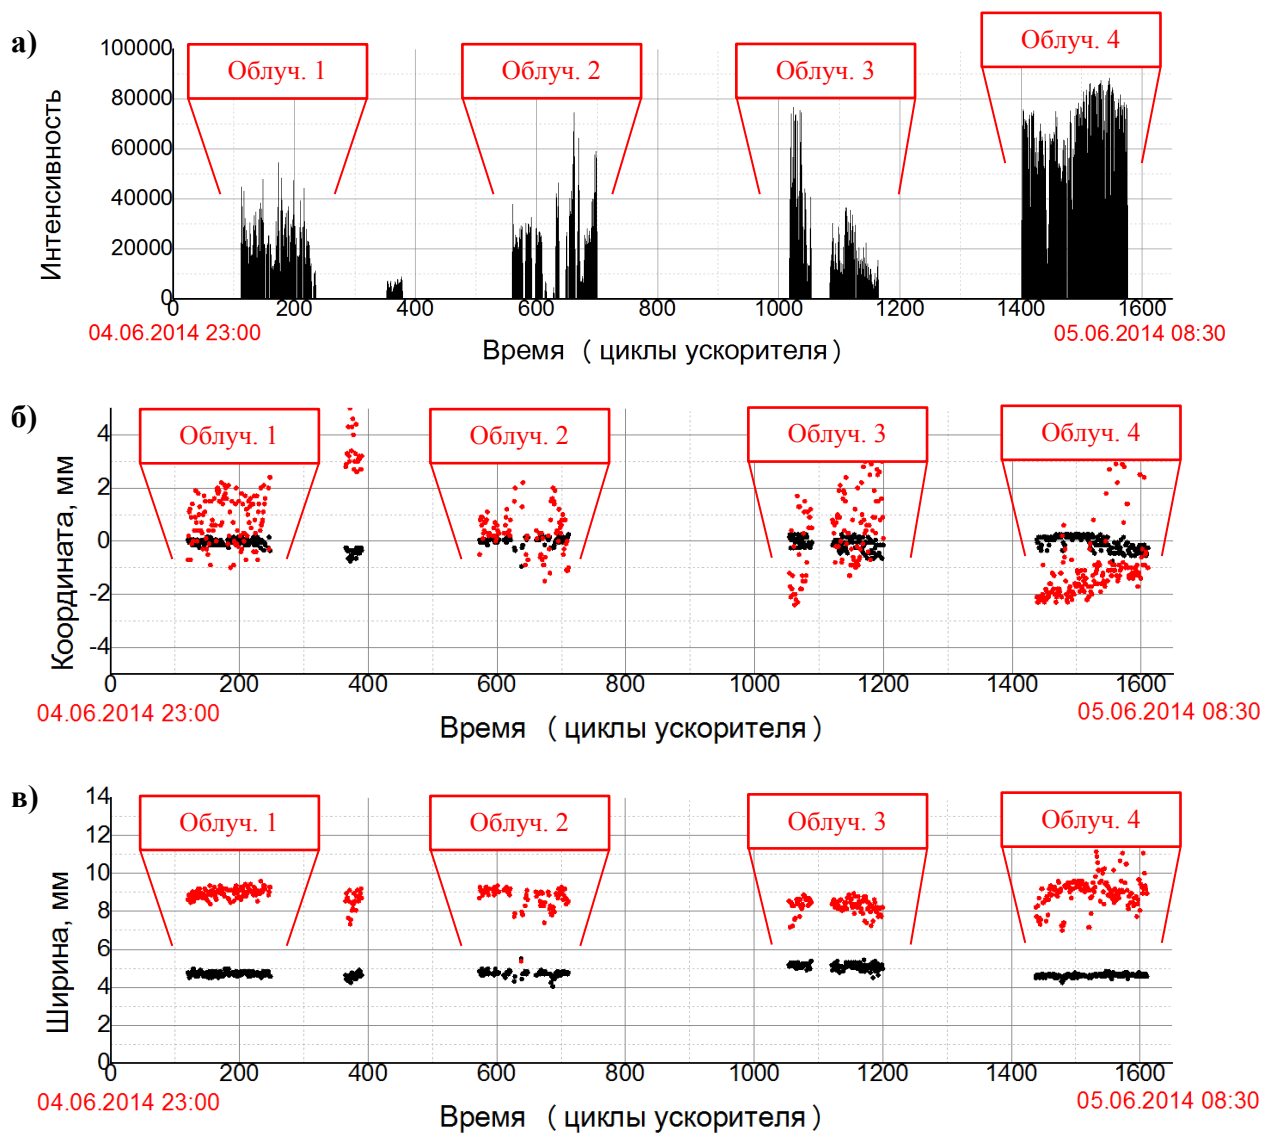 а)
Облуч. 1
Облуч. 2
Облуч. 3
Облуч. 4
Интенсивность
100000
80000
60000
40000
20000
0
0 200 400 600 800 1000 1200 1400 1600
04.06.2014 23:00
05.06.2014 08:30
Время ( циклы ускорителя )
б)
Облуч. 1
Облуч. 2
Облуч. 3
Облуч. 4
Координата, мм
4
2
0
-2
-4
0 200 400 600 800 1000 1200 1400 1600
04.06.2014 23:00
05.06.2014 08:30
Время ( циклы ускорителя )
в)
Облуч. 1
Облуч. 2
Облуч. 3
Облуч. 4
Ширина, мм
14
12
10
8
6
4
2
0
0 200 400 600 800 1000 1200 1400 1600
04.06.2014 23:00
05.06.2014 08:30
Время ( циклы ускорителя )